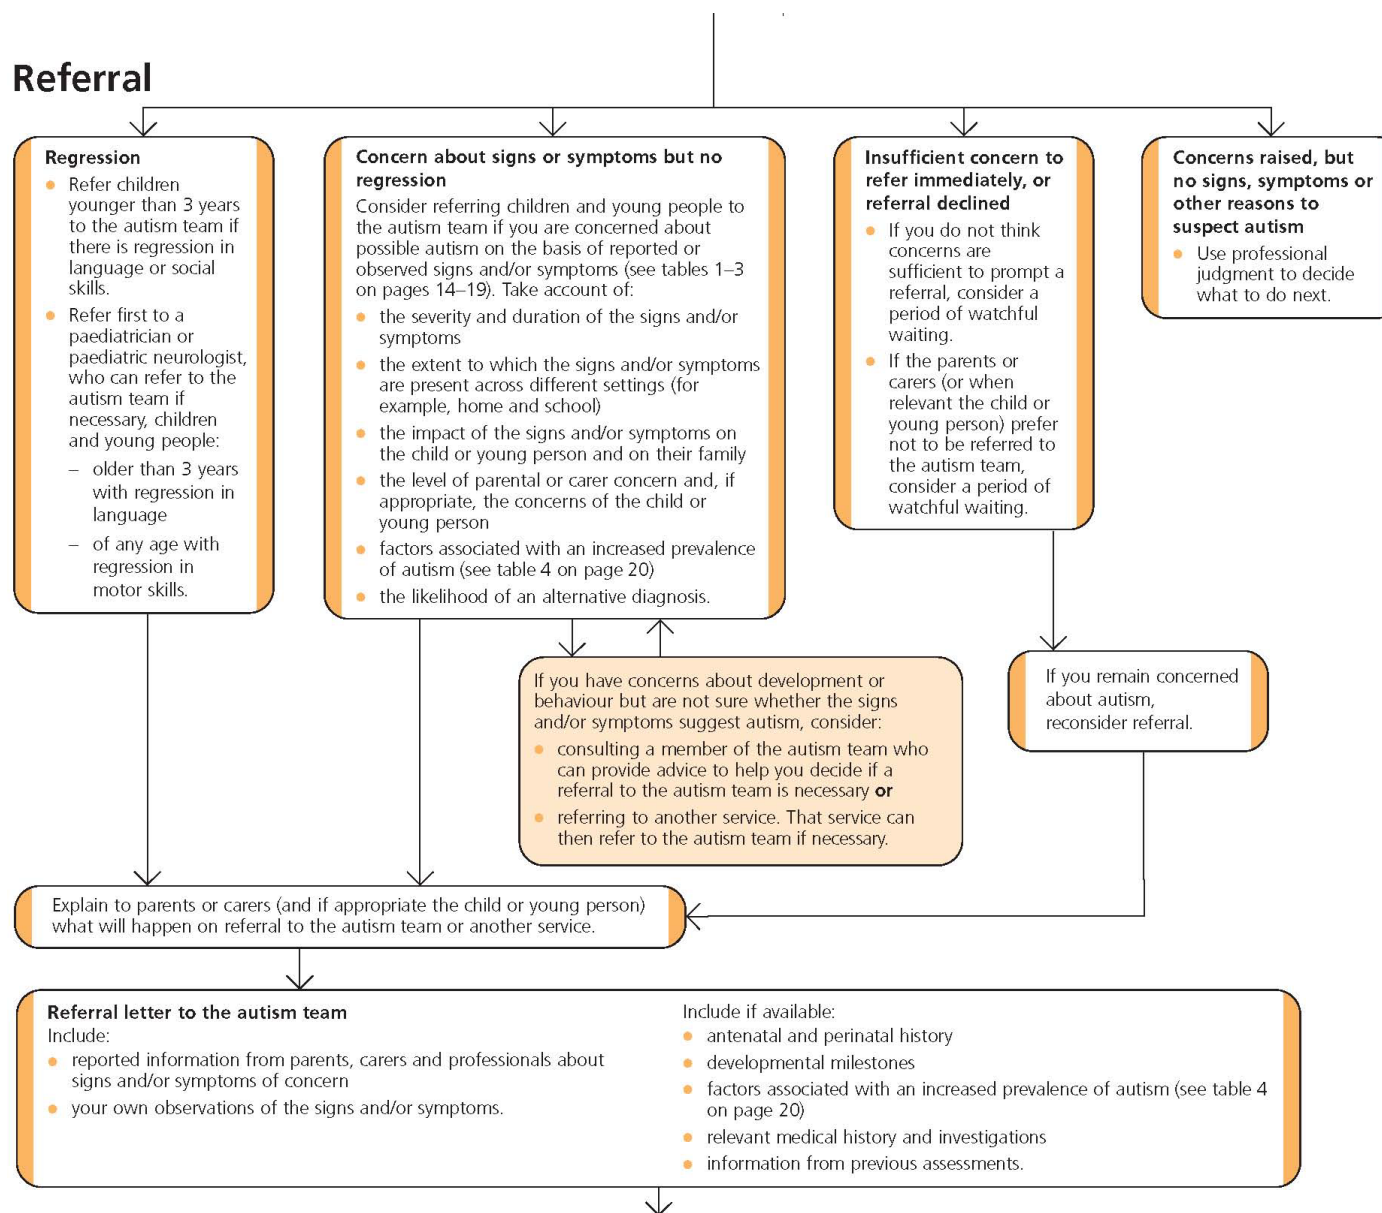 Referral
Regression
• Refer children
younger than 3 years
to the autism team if
there is regression in
language or social
skills.
• Refer first to a
paediatrician or
paediatric neurologist,
who can refer to the
autism team if
necessary, children
and young people:
– older than 3 years
with regression in
language
– of any age with
regression in
motor skills.
Concern about signs or symptoms but no
regression
Consider referring children and young people to
the autism team if you are concerned about
possible autism on the basis of reported or
observed signs and/or symptoms (see tables 1–3
on pages 14–19). Take account of:
• the severity and duration of the signs and/or
symptoms
• the extent to which the signs and/or symptoms
are present across different settings (for
example, home and school)
• the impact of the signs and/or symptoms on
the child or young person and on their family
• the level of parental or carer concern and, if
appropriate, the concerns of the child or
young person
• factors associated with an increased prevalence
of autism (see table 4 on page 20)
• the likelihood of an alternative diagnosis.
Insufficient concern to
refer immediately, or
referral declined
• If you do not think
concerns are
sufficient to prompt a
referral, consider a
period of watchful
waiting.
• If the parents or
carers (or when
relevant the child or
young person) prefer
not to be referred to
the autism team,
consider a period of
watchful waiting.
Concerns raised, but
no signs, symptoms or
other reasons to
suspect autism
• Use professional
judgment to decide
what to do next.
If you have concerns about development or
behaviour but are not sure whether the signs
and/or symptoms suggest autism, consider:
• consulting a member of the autism team who
can provide advice to help you decide if a
referral to the autism team is necessary or
• referring to another service. That service can
then refer to the autism team if necessary.
If you remain concerned
about autism,
reconsider referral.
Explain to parents or carers (and if appropriate the child or young person)
what will happen on referral to the autism team or another service.
Referral letter to the autism team
Include:
• reported information from parents, carers and professionals about
signs and/or symptoms of concern
• your own observations of the signs and/or symptoms.
Include if available:
• antenatal and perinatal history
• developmental milestones
• factors associated with an increased prevalence of autism (see table 4
on page 20)
• relevant medical history and investigations
• information from previous assessments.